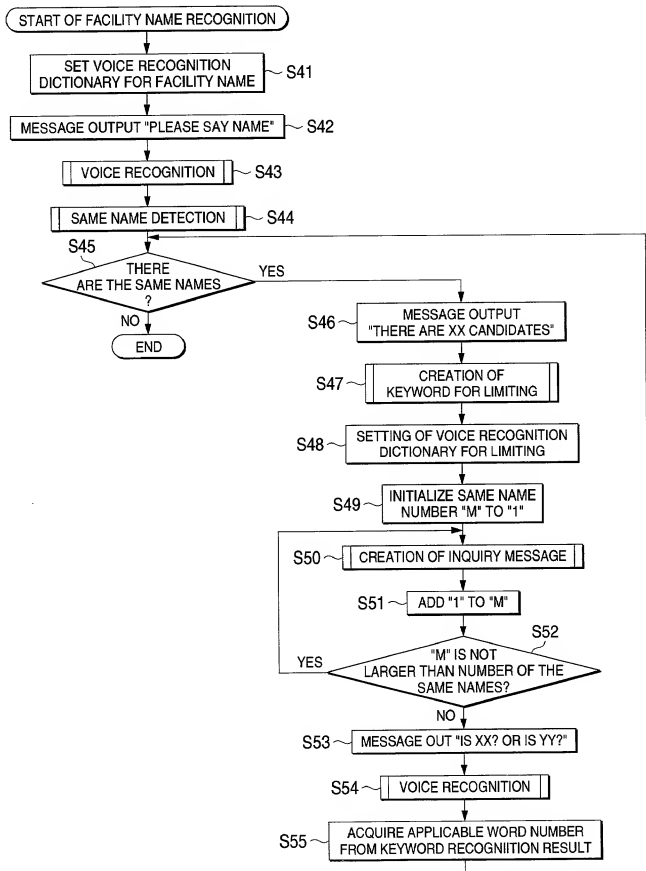 START OF FACILITY NAME RECOGNITION
SET VOICE RECOGNITION
DICTIONARY FOR FACILITY NAME
S41
MESSAGE OUTPUT "PLEASE SAY NAME"
S42
VOICE RECOGNITION
S43
SAME NAME DETECTION
S44
S45
THERE
ARE THE SAME NAMES
?
YES
NO
END
S46
MESSAGE OUTPUT
"THERE ARE XX CANDIDATES"
S47
CREATION OF
KEYWORD FOR LIMITING
S48
SETTING OF VOICE RECOGNITION
DICTIONARY FOR LIMITING
S49
INITIALIZE SAME NAME
NUMBER "M" TO "1"
S50
CREATION OF INQUIRY MESSAGE
S51
ADD "1" TO "M"
S52
"M" IS NOT
LARGER THAN NUMBER OF THE
SAME NAMES?
YES
NO
S53
MESSAGE OUT "IS XX? OR IS YY?"
S54
VOICE RECOGNITION
S55
ACQUIRE APPLICABLE WORD NUMBER
FROM KEYWORD RECOGNIITION RESULT